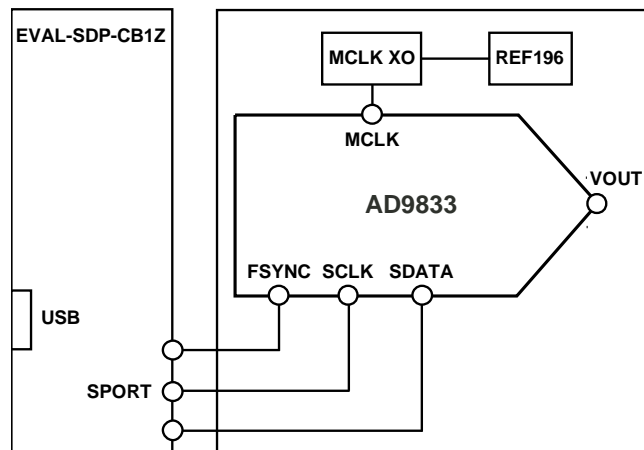 EVAL-SDP-CB1Z
MCLK XO
REF196
MCLK
VOUT
AD9833
FSYNC SCLK SDATA
USB
SPORT